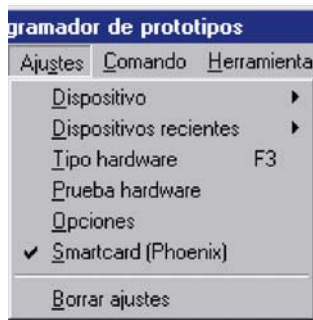 gramador de prototipos
Ajustes Comando Herramienta
Dispositivo
Dispositivos recientes
Tipo hardware F3
Prueba hardware
Opciones
Smartcard (Phoenix)
Borrar ajustes